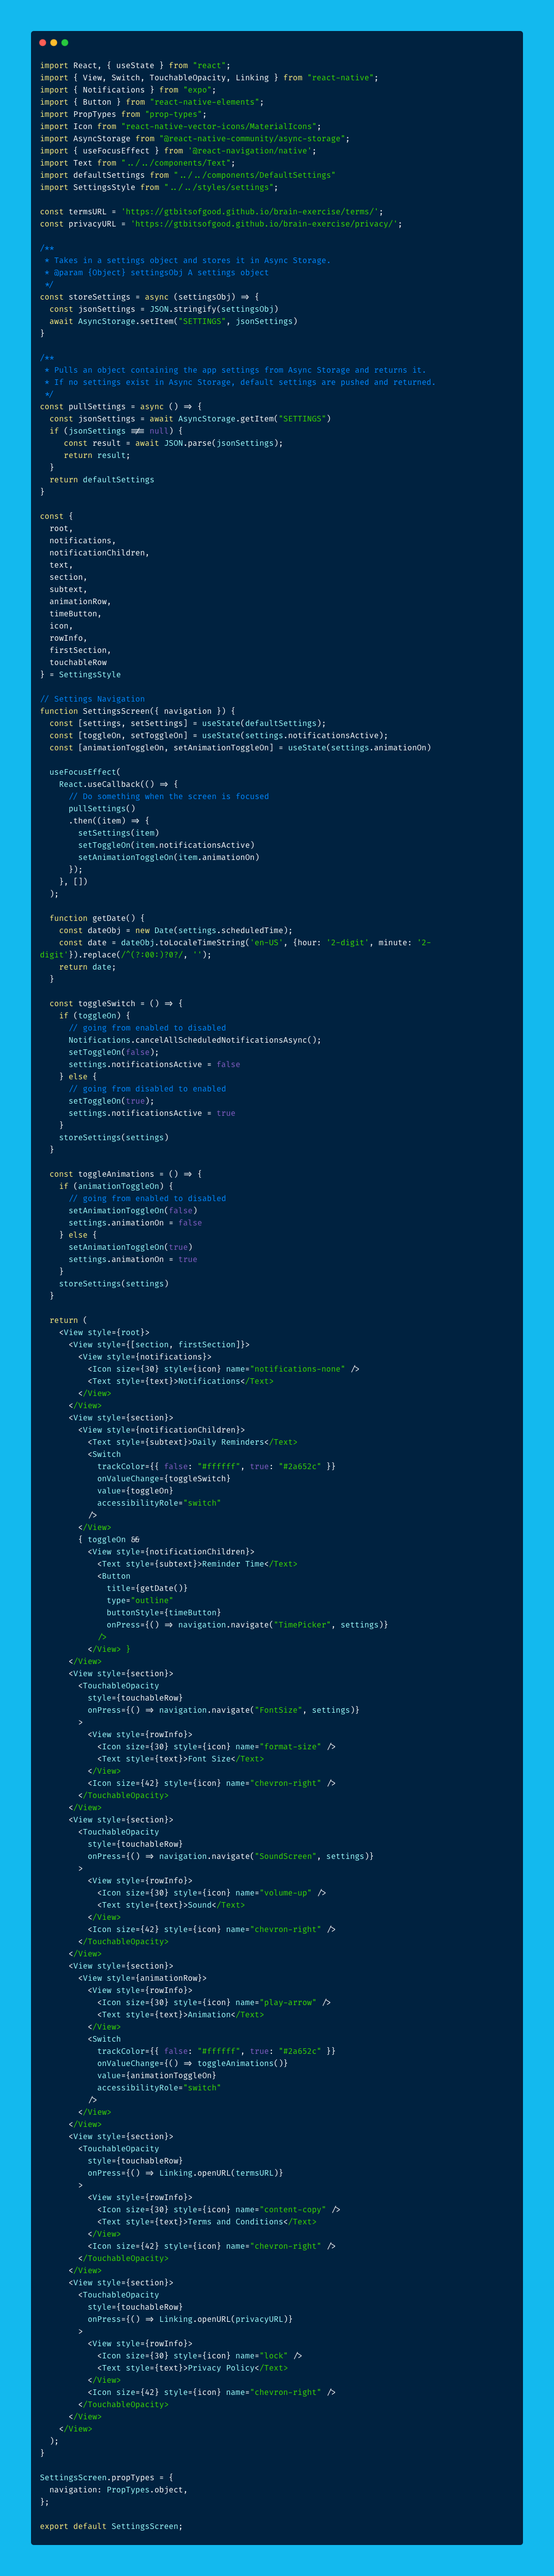 import React, { useState } from "react";
import { View, Switch, TouchableOpacity, Linking } from "react-native";
import { Notifications } from "expo";
import { Button } from "react-native-elements";
import PropTypes from "prop-types";
import Icon from "react-native-vector-icons/MaterialIcons";
import AsyncStorage from "@react-native-community/async-storage";
import { useFocusEffect } from '@react-navigation/native';
import Text from "../../components/Text";
import defaultSettings from "../../components/DefaultSettings"
import SettingsStyle from "../../styles/settings";

const termsURL = 'https://gtbitsofgood.github.io/brain-exercise/terms/';
const privacyURL = 'https://gtbitsofgood.github.io/brain-exercise/privacy/';

/**
 * Takes in a settings object and stores it in Async Storage.
 * @param {Object} settingsObj A settings object
 */
const storeSettings = async (settingsObj) => {
  const jsonSettings = JSON.stringify(settingsObj)
  await AsyncStorage.setItem("SETTINGS", jsonSettings)
}

/**
 * Pulls an object containing the app settings from Async Storage and returns it.
 * If no settings exist in Async Storage, default settings are pushed and returned.
 */
const pullSettings = async () => {
  const jsonSettings = await AsyncStorage.getItem("SETTINGS")
  if (jsonSettings !== null) {
     const result = await JSON.parse(jsonSettings);
     return result;
  }
  return defaultSettings
}

const {
  root,
  notifications,
  notificationChildren,
  text,
  section,
  subtext,
  animationRow,
  timeButton,
  icon,
  rowInfo,
  firstSection,
  touchableRow
} = SettingsStyle

// Settings Navigation
function SettingsScreen({ navigation }) {
  const [settings, setSettings] = useState(defaultSettings);
  const [toggleOn, setToggleOn] = useState(settings.notificationsActive);
  const [animationToggleOn, setAnimationToggleOn] = useState(settings.animationOn)

  useFocusEffect(
    React.useCallback(() => {
      // Do something when the screen is focused
      pullSettings()
      .then((item) => {
        setSettings(item)
        setToggleOn(item.notificationsActive)
        setAnimationToggleOn(item.animationOn)
      });
    }, [])
  );

  function getDate() {
    const dateObj = new Date(settings.scheduledTime);
    const date = dateObj.toLocaleTimeString('en-US', {hour: '2-digit', minute: '2-
digit'}).replace(/^(?:00:)?0?/, '');
    return date;
  }

  const toggleSwitch = () => {
    if (toggleOn) {
      // going from enabled to disabled
      Notifications.cancelAllScheduledNotificationsAsync();
      setToggleOn(false);
      settings.notificationsActive = false
    } else {
      // going from disabled to enabled
      setToggleOn(true);
      settings.notificationsActive = true
    }
    storeSettings(settings)
  }

  const toggleAnimations = () => {
    if (animationToggleOn) {
      // going from enabled to disabled
      setAnimationToggleOn(false)
      settings.animationOn = false
    } else {
      setAnimationToggleOn(true)
      settings.animationOn = true
    }
    storeSettings(settings)
  }

  return (
    <View style={root}>
      <View style={[section, firstSection]}>
        <View style={notifications}>
          <Icon size={30} style={icon} name="notifications-none" />
          <Text style={text}>Notifications</Text>
        </View>
      </View>
      <View style={section}>
        <View style={notificationChildren}>
          <Text style={subtext}>Daily Reminders</Text>
          <Switch
            trackColor={{ false: "#ffffff", true: "#2a652c" }}
            onValueChange={toggleSwitch}
            value={toggleOn}
            accessibilityRole="switch"
          />
        </View>
        { toggleOn &&
          <View style={notificationChildren}>
            <Text style={subtext}>Reminder Time</Text>
            <Button
              title={getDate()}
              type="outline"
              buttonStyle={timeButton}
              onPress={() => navigation.navigate("TimePicker", settings)}
            />
          </View> }
      </View>
      <View style={section}>
        <TouchableOpacity
          style={touchableRow}
          onPress={() => navigation.navigate("FontSize", settings)}
        >
          <View style={rowInfo}>
            <Icon size={30} style={icon} name="format-size" />
            <Text style={text}>Font Size</Text>
          </View>
          <Icon size={42} style={icon} name="chevron-right" />
        </TouchableOpacity>
      </View>
      <View style={section}>
        <TouchableOpacity
          style={touchableRow}
          onPress={() => navigation.navigate("SoundScreen", settings)}
        >
          <View style={rowInfo}>
            <Icon size={30} style={icon} name="volume-up" />
            <Text style={text}>Sound</Text>
          </View>
          <Icon size={42} style={icon} name="chevron-right" />
        </TouchableOpacity>
      </View>
      <View style={section}>
        <View style={animationRow}>
          <View style={rowInfo}>
            <Icon size={30} style={icon} name="play-arrow" />
            <Text style={text}>Animation</Text>
          </View>
          <Switch
            trackColor={{ false: "#ffffff", true: "#2a652c" }}
            onValueChange={() => toggleAnimations()}
            value={animationToggleOn}
            accessibilityRole="switch"
          />
        </View>
      </View>
      <View style={section}>
        <TouchableOpacity
          style={touchableRow}
          onPress={() => Linking.openURL(termsURL)}
        >
          <View style={rowInfo}>
            <Icon size={30} style={icon} name="content-copy" />
            <Text style={text}>Terms and Conditions</Text>
          </View>
          <Icon size={42} style={icon} name="chevron-right" />
        </TouchableOpacity>
      </View>
      <View style={section}>
        <TouchableOpacity
          style={touchableRow}
          onPress={() => Linking.openURL(privacyURL)}
        >
          <View style={rowInfo}>
            <Icon size={30} style={icon} name="lock" />
            <Text style={text}>Privacy Policy</Text>
          </View>
          <Icon size={42} style={icon} name="chevron-right" />
        </TouchableOpacity>
      </View>
    </View>
  );
}

SettingsScreen.propTypes = {
  navigation: PropTypes.object,
};

export default SettingsScreen;